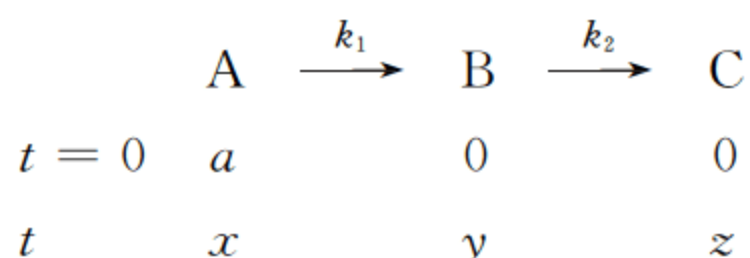 k₁ k₂
A ⟶ B ⟶ C
t = 0 a 0 0
t x y z